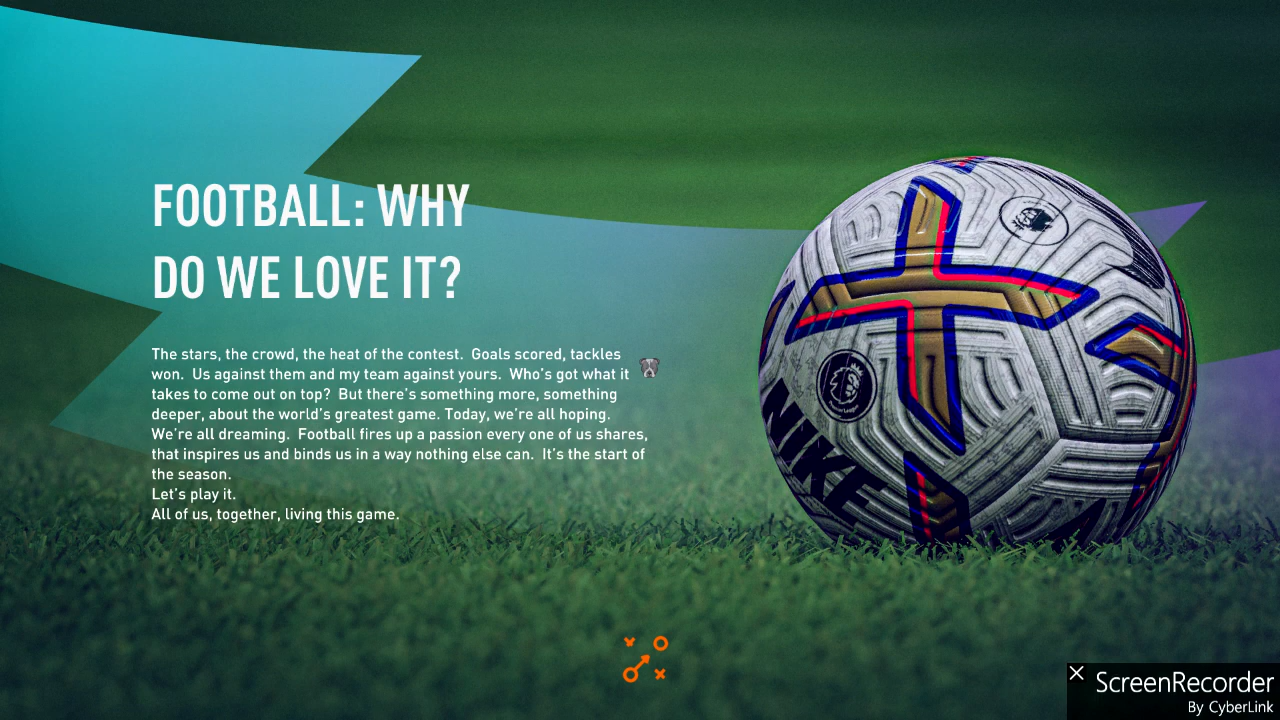 FOOTBALL: WHY
DO WE LOVE IT?
The stars, the crowd, the heat of the contest.  Goals scored, tackles
won.  Us against them and my team against yours.  Who's got what it
takes to come out on top?  But there's something more, something
deeper, about the world's greatest game. Today, we're all hoping.
We're all dreaming.  Football fires up a passion every one of us shares,
that inspires us and binds us in a way nothing else can.  It's the start of
the season.
Let's play it.
All of us, together, living this game.
Premier League
NIKE
ScreenRecorder
By CyberLink